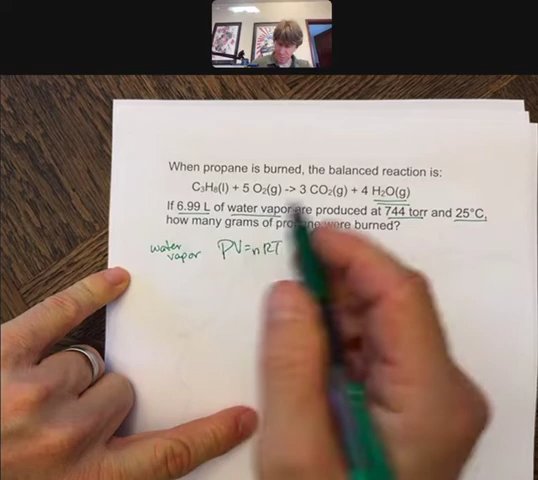 When propane is burned, the balanced reaction is:
C₃H₈(l) + 5 O₂(g) -> 3 CO₂(g) + 4 H₂O(g)
If 6.99 L of water vapor are produced at 744 torr and 25°C,
how many grams of propane were burned?
water
vapor PV=nRT